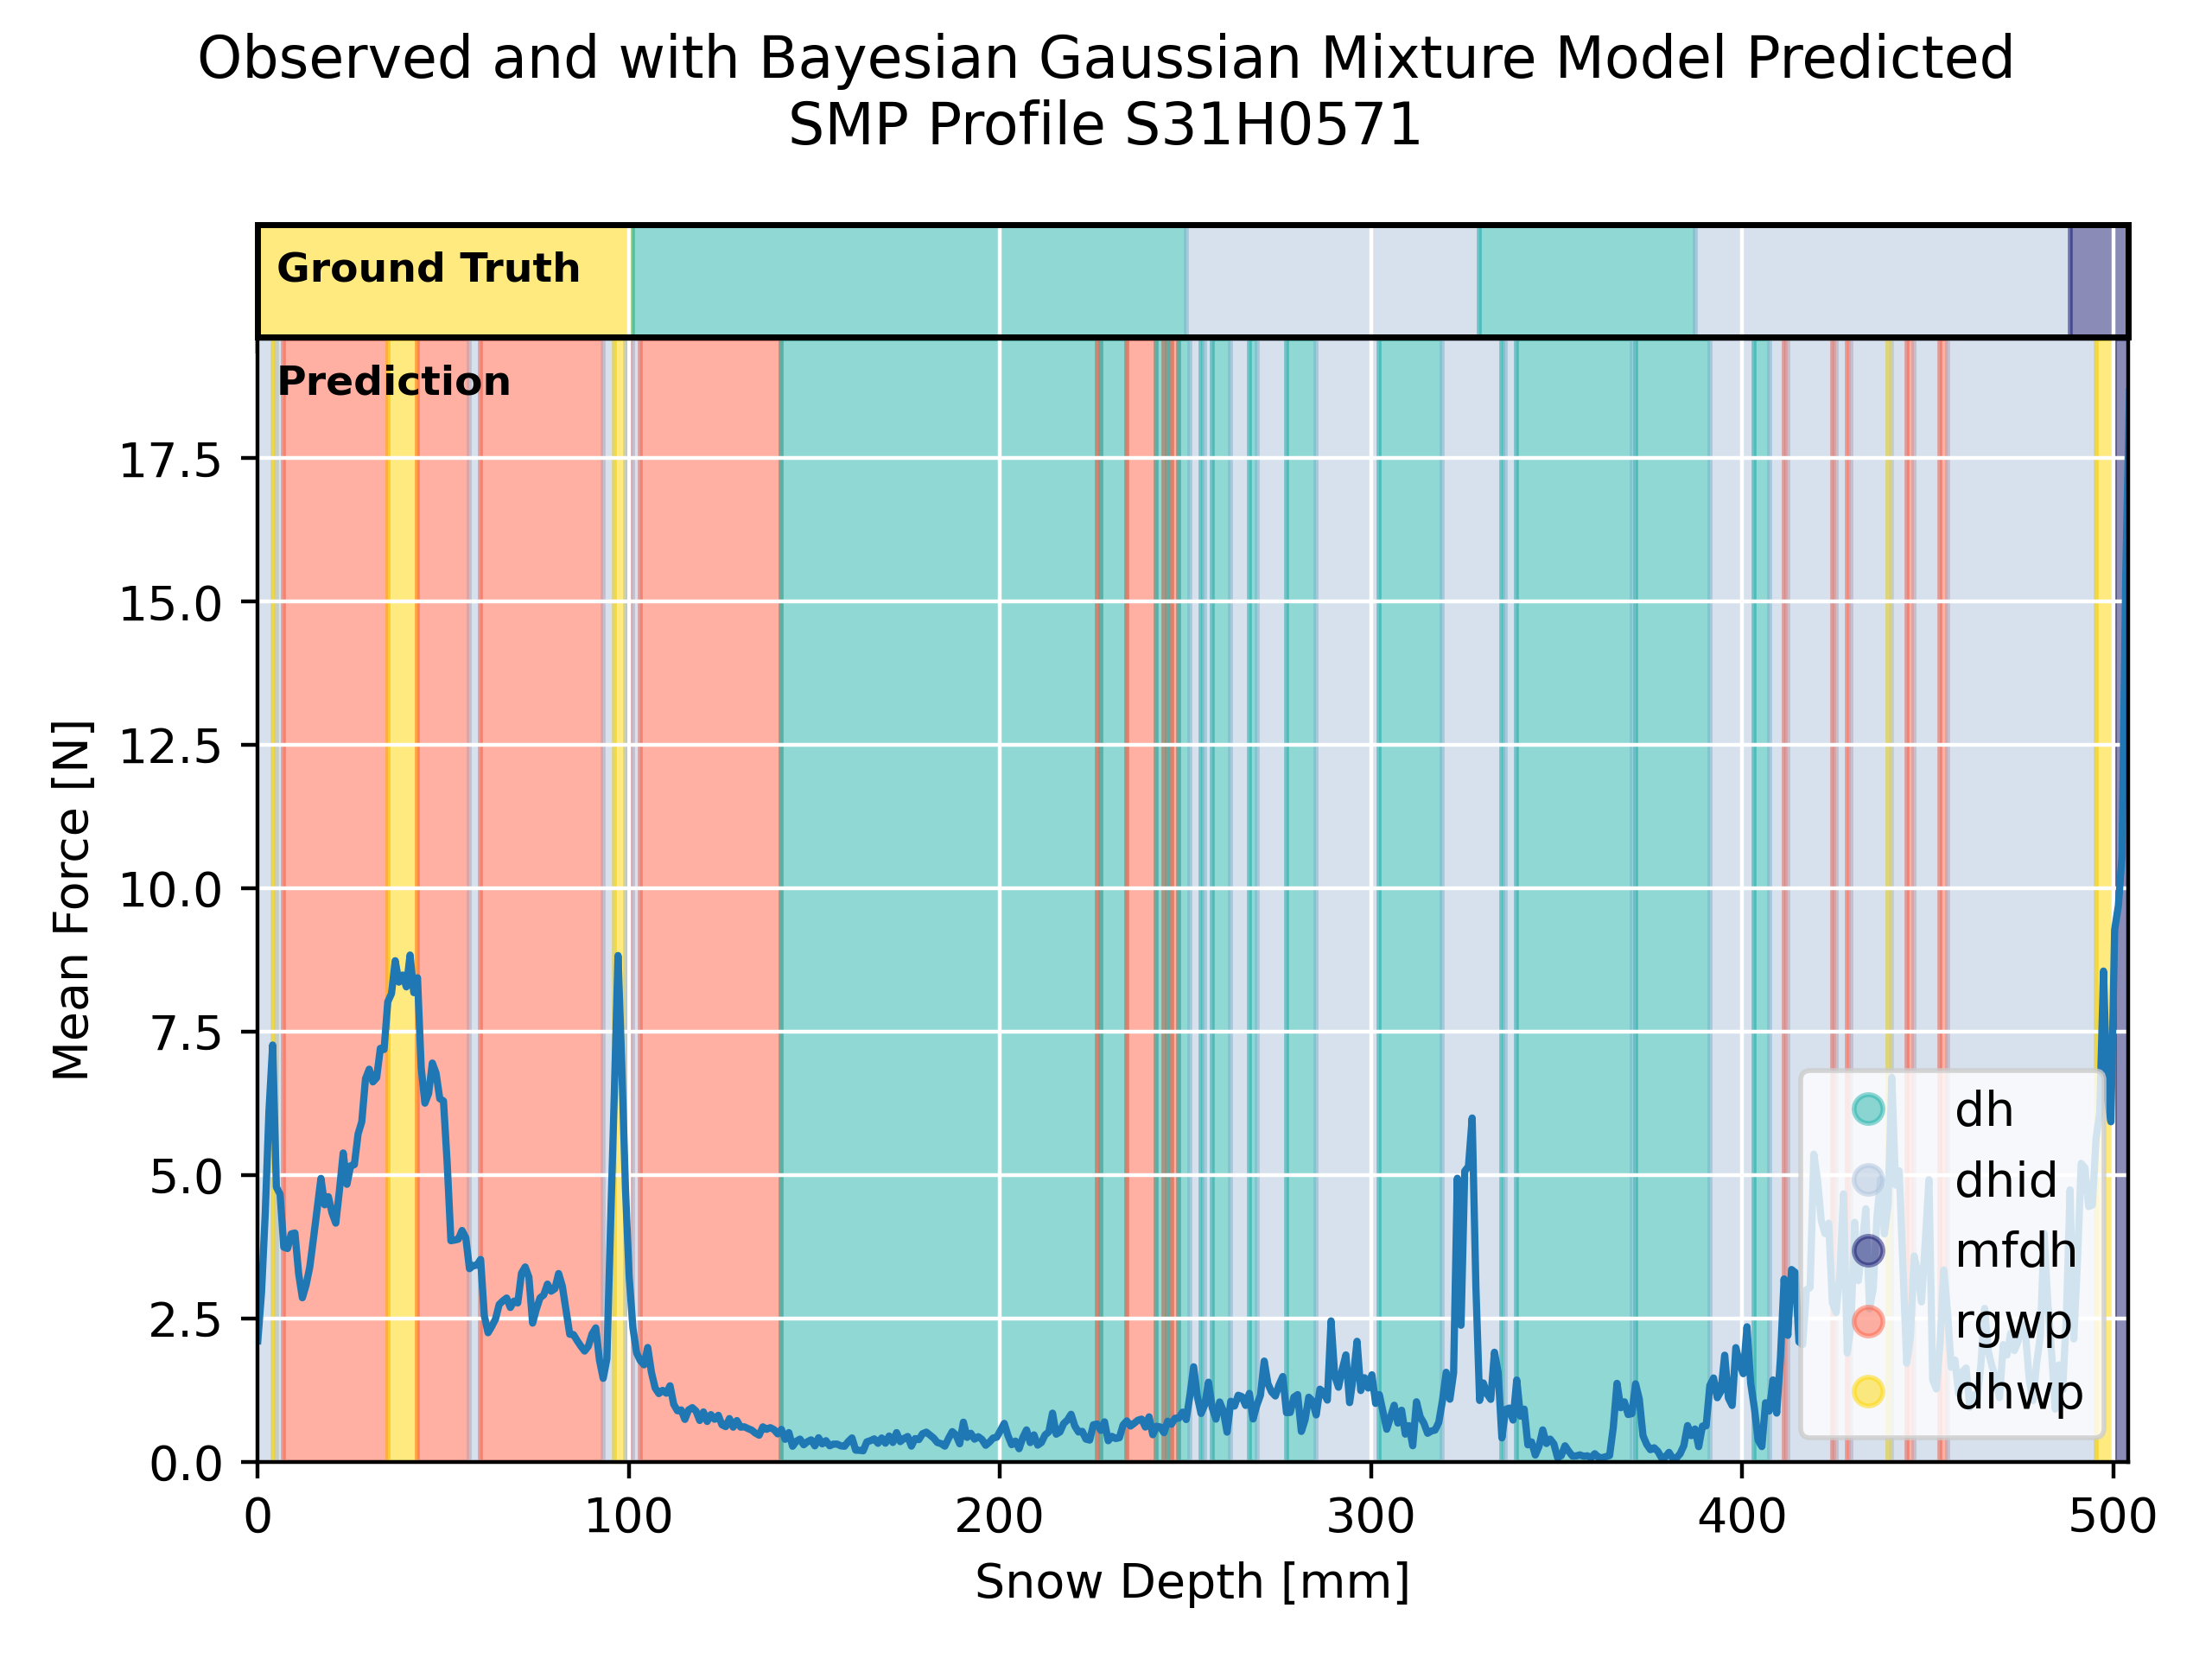 Observed and with Bayesian Gaussian Mixture Model Predicted
SMP Profile S31H0571
Ground Truth
Prediction
17.5
15.0
12.5
10.0
7.5
5.0
2.5
0.0
Mean Force [N]
dh
dhid
mfdh
rgwp
dhwp
0 100 200 300 400 500
Snow Depth [mm]